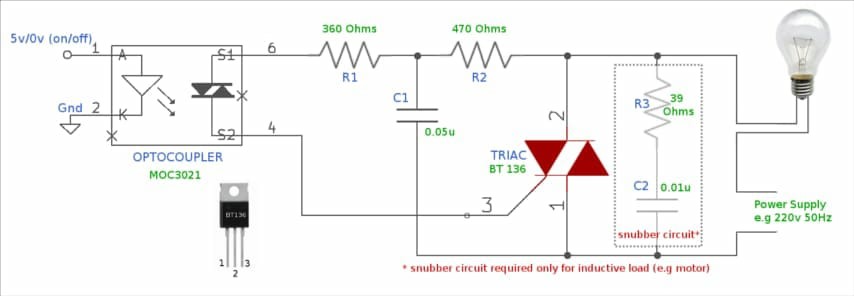 5v/0v (on/off)
1
A
S1
6
360 Ohms
470 Ohms
R1
R2
Gnd
2
K
S2
4
C1
0.05u
R3
39
Ohms
2
OPTOCOUPLER
MOC3021
TRIAC
BT 136
C2
0.01u
BT136
1
2
3
3
1
Power Supply
e.g 220v 50Hz
snubber circuit*
* snubber circuit required only for inductive load (e.g motor)